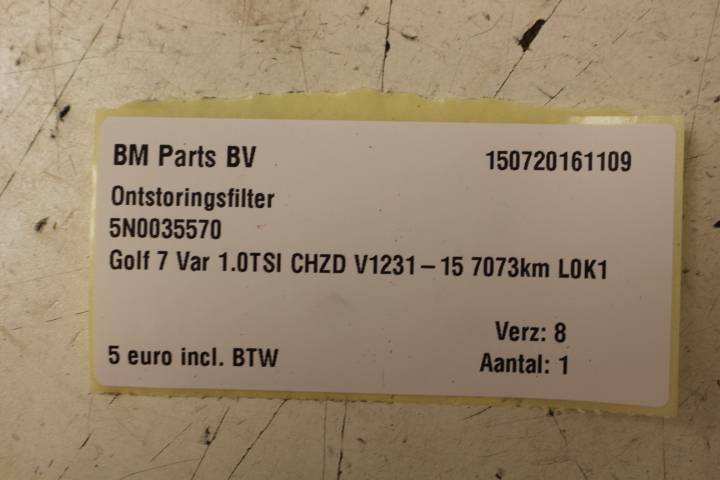 BM Parts BV 150720161109
Ontstoringsfilter
5N0035570
Golf 7 Var 1.0TSI CHZD V1231 – 15 7073km L0K1
Verz: 8
5 euro incl. BTW Aantal: 1